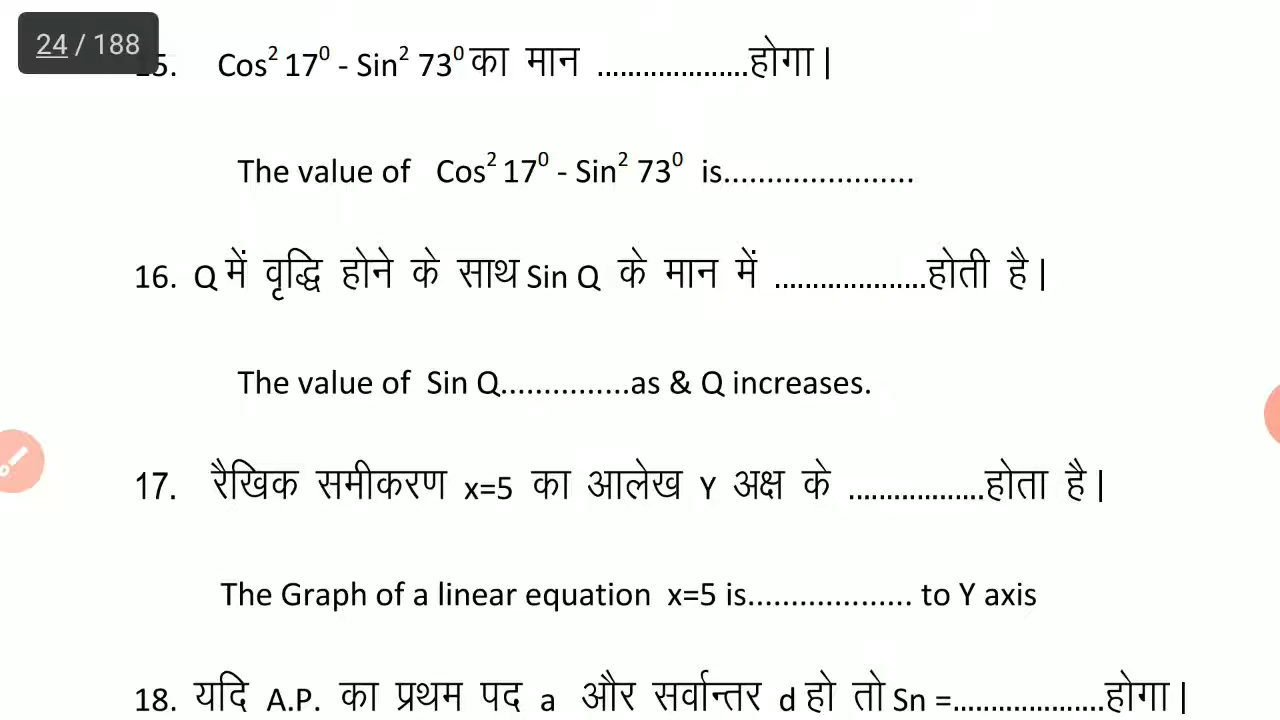 24 / 188
15. Cos² 17⁰ - Sin² 73⁰ का मान ....................होगा |
The value of Cos² 17⁰ - Sin² 73⁰ is......................
16. Q में वृद्धि होने के साथ Sin Q के मान में ....................होती है |
The value of Sin Q...............as & Q increases.
17. रैखिक समीकरण x=5 का आलेख Y अक्ष के ..................होता है |
The Graph of a linear equation x=5 is................... to Y axis
18. यदि A.P. का प्रथम पद a और सर्वान्तर d हो तो Sn =....................होगा |